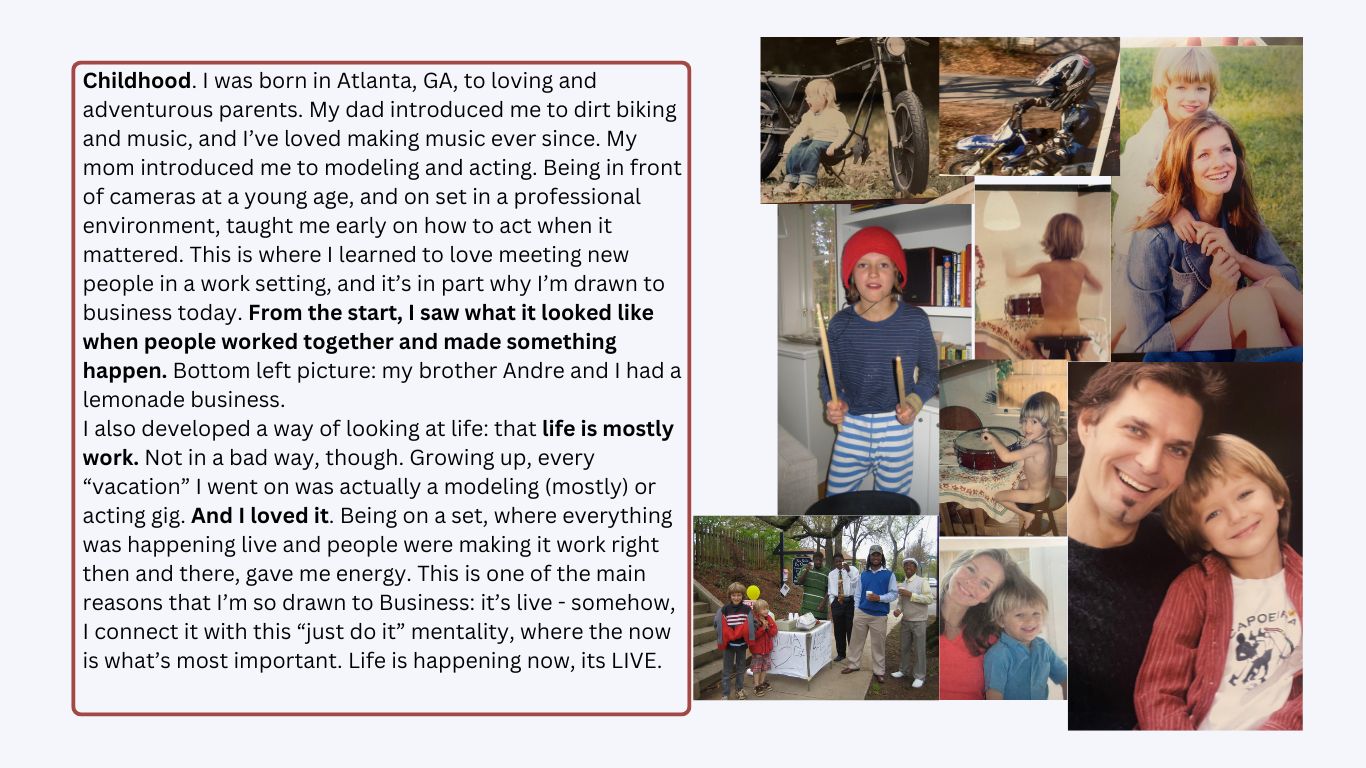 Childhood. I was born in Atlanta, GA, to loving and
adventurous parents. My dad introduced me to dirt biking
and music, and I’ve loved making music ever since. My
mom introduced me to modeling and acting. Being in front
of cameras at a young age, and on set in a professional
environment, taught me early on how to act when it
mattered. This is where I learned to love meeting new
people in a work setting, and it’s in part why I’m drawn to
business today. From the start, I saw what it looked like
when people worked together and made something
happen. Bottom left picture: my brother Andre and I had a
lemonade business.
I also developed a way of looking at life: that life is mostly
work. Not in a bad way, though. Growing up, every
“vacation” I went on was actually a modeling (mostly) or
acting gig. And I loved it. Being on a set, where everything
was happening live and people were making it work right
then and there, gave me energy. This is one of the main
reasons that I’m so drawn to Business: it’s live - somehow,
I connect it with this “just do it” mentality, where the now
is what’s most important. Life is happening now, its LIVE.
CAPOEIRA